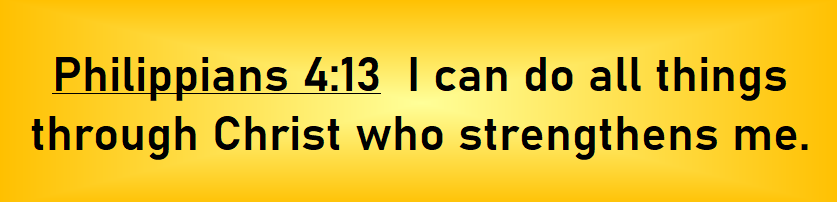 Philippians 4:13 I can do all things
through Christ who strengthens me.